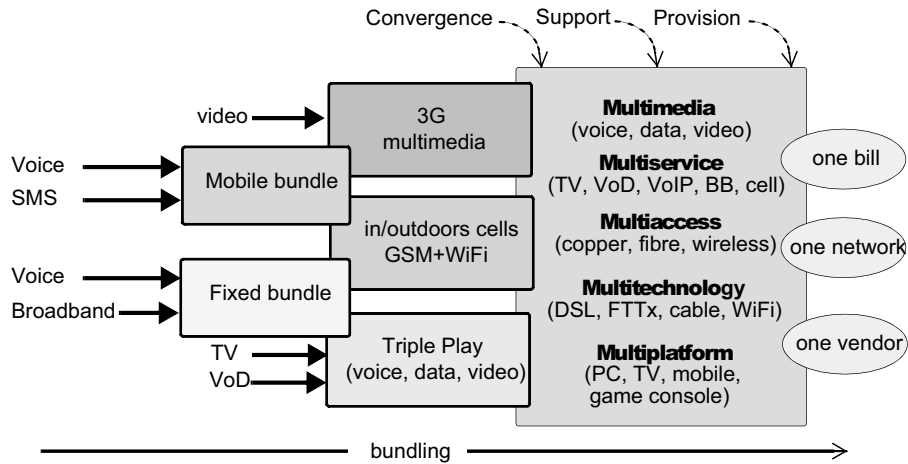 Convergence
Support
Provision
video
3G
multimedia
Voice
SMS
Mobile bundle
in/outdoors cells
GSM+WiFi
Voice
Broadband
Fixed bundle
TV
VoD
Triple Play
(voice, data, video)
Multimedia
(voice, data, video)
Multiservice
(TV, VoD, VoIP, BB, cell)
Multiaccess
(copper, fibre, wireless)
Multitechnology
(DSL, FTTx, cable, WiFi)
Multiplatform
(PC, TV, mobile,
game console)
one bill
one network
one vendor
bundling